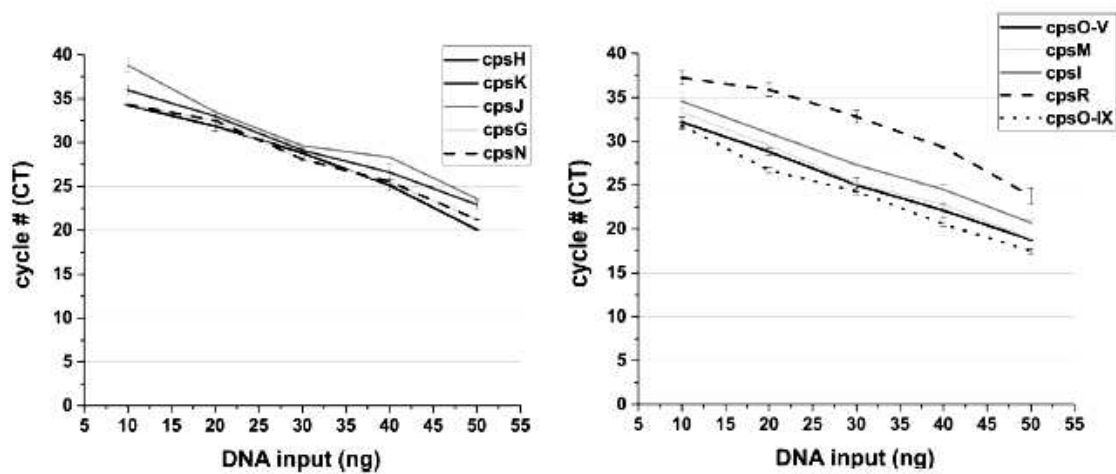 cpsH
cpsK
cpsJ
cpsG
cpsN
cycle # (CT)
40
35
30
25
20
15
10
5
0
5 10 15 20 25 30 35 40 45 50 55
DNA input (ng)
cpsO-V
cpsM
cpsI
cpsR
cpsO-IX
cycle # (CT)
40
35
30
25
20
15
10
5
0
5 10 15 20 25 30 35 40 45 50 55
DNA input (ng)